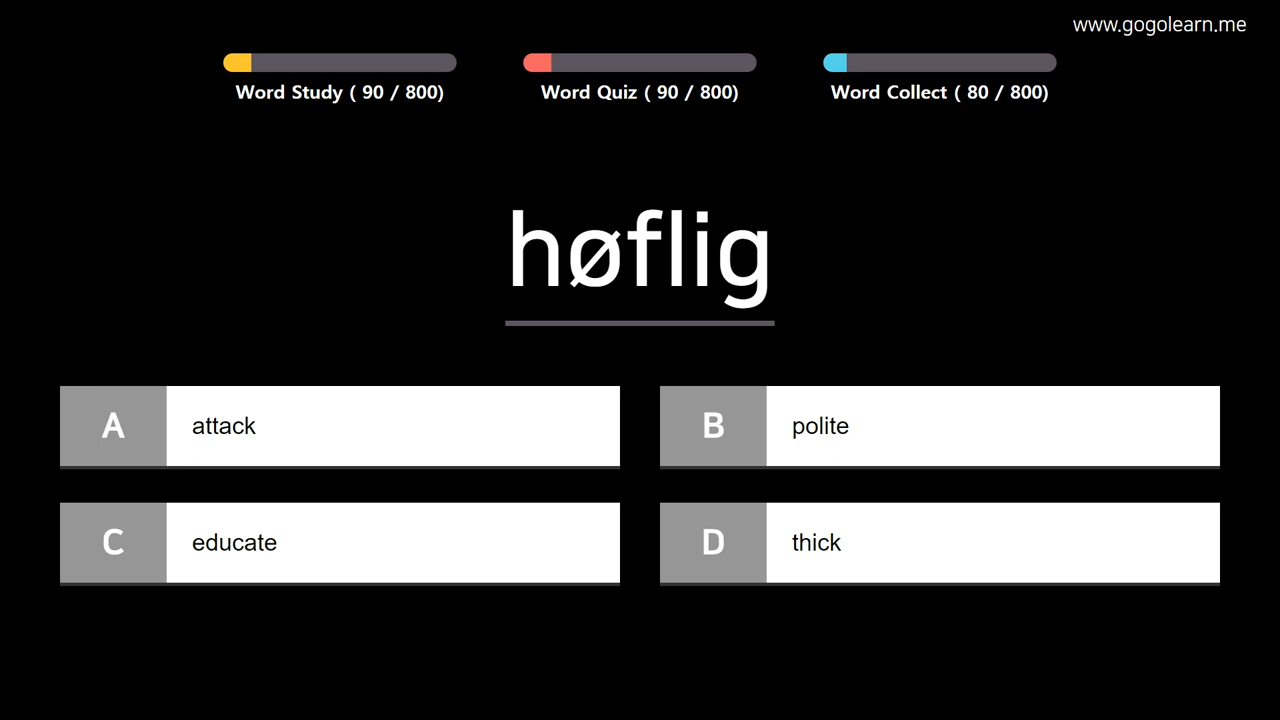 www.gogolearn.me
Word Study ( 90 / 800)
Word Quiz ( 90 / 800)
Word Collect ( 80 / 800)
høflig
A attack
B polite
C educate
D thick